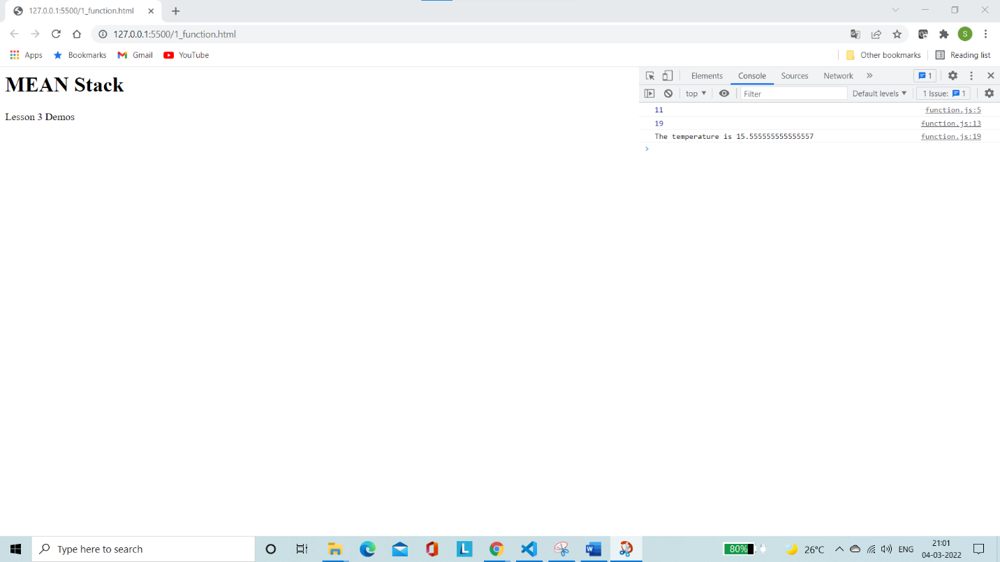 127.0.0.1:5500/1_function.html
127.0.0.1:5500/1_function.html
S
Apps Bookmarks Gmail YouTube Other bookmarks Reading list
MEAN Stack
Lesson 3 Demos
Elements Console Sources Network » 1
top Filter Default levels 1 Issue: 1
11 function.js:5
19 function.js:13
The temperature is 15.555555555555557 function.js:19
Type here to search
L
W
80%
26°C
ENG
21:01
04-03-2022